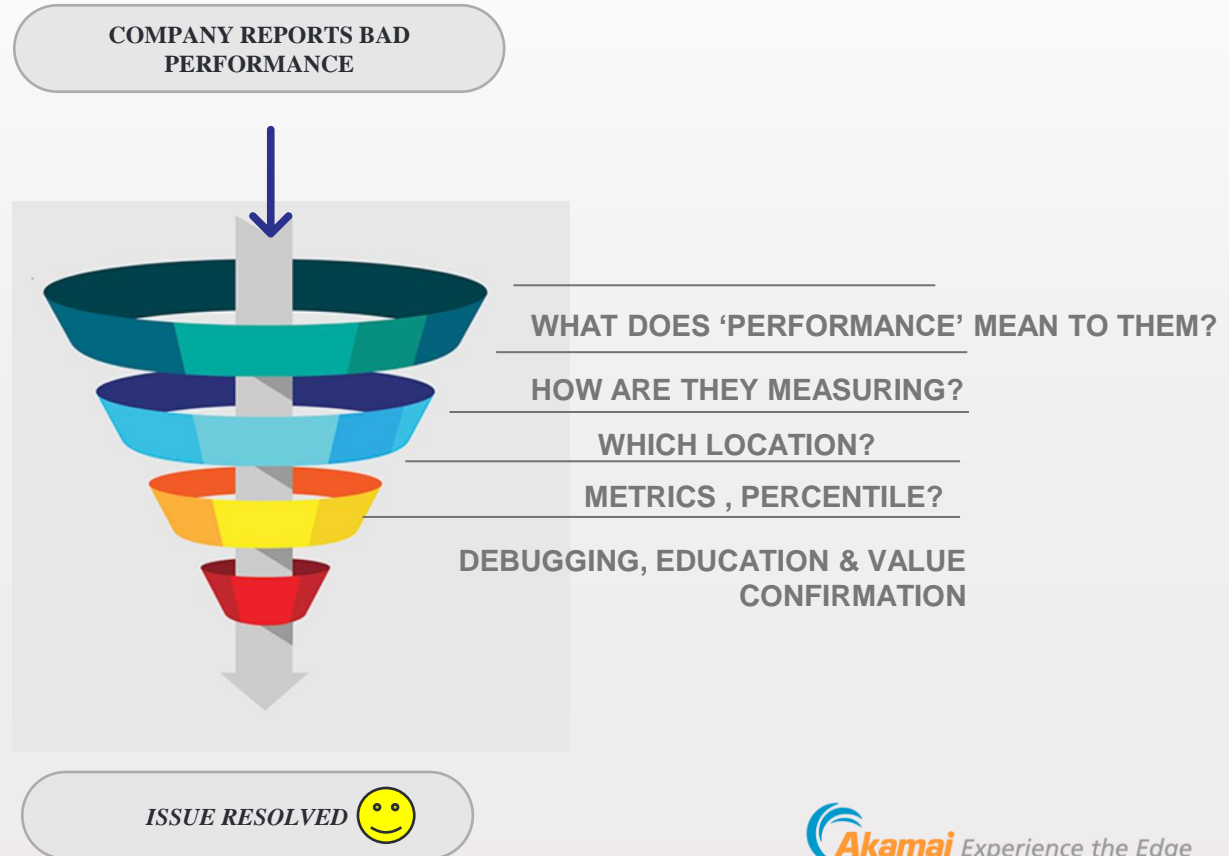 COMPANY REPORTS BAD
PERFORMANCE
WHAT DOES ‘PERFORMANCE’ MEAN TO THEM?
HOW ARE THEY MEASURING?
WHICH LOCATION?
METRICS , PERCENTILE?
DEBUGGING, EDUCATION & VALUE
CONFIRMATION
ISSUE RESOLVED
Akamai Experience the Edge